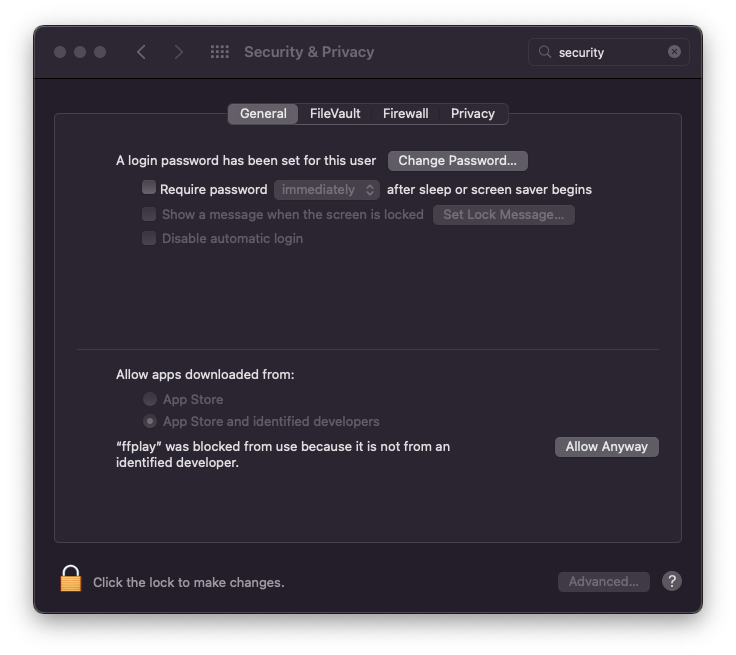 Security & Privacy
security
General FileVault Firewall Privacy
A login password has been set for this user Change Password...
Require password immediately after sleep or screen saver begins
Show a message when the screen is locked Set Lock Message...
Disable automatic login
Allow apps downloaded from:
App Store
App Store and identified developers
“ffplay” was blocked from use because it is not from an
identified developer.
Allow Anyway
Click the lock to make changes.
Advanced...
?